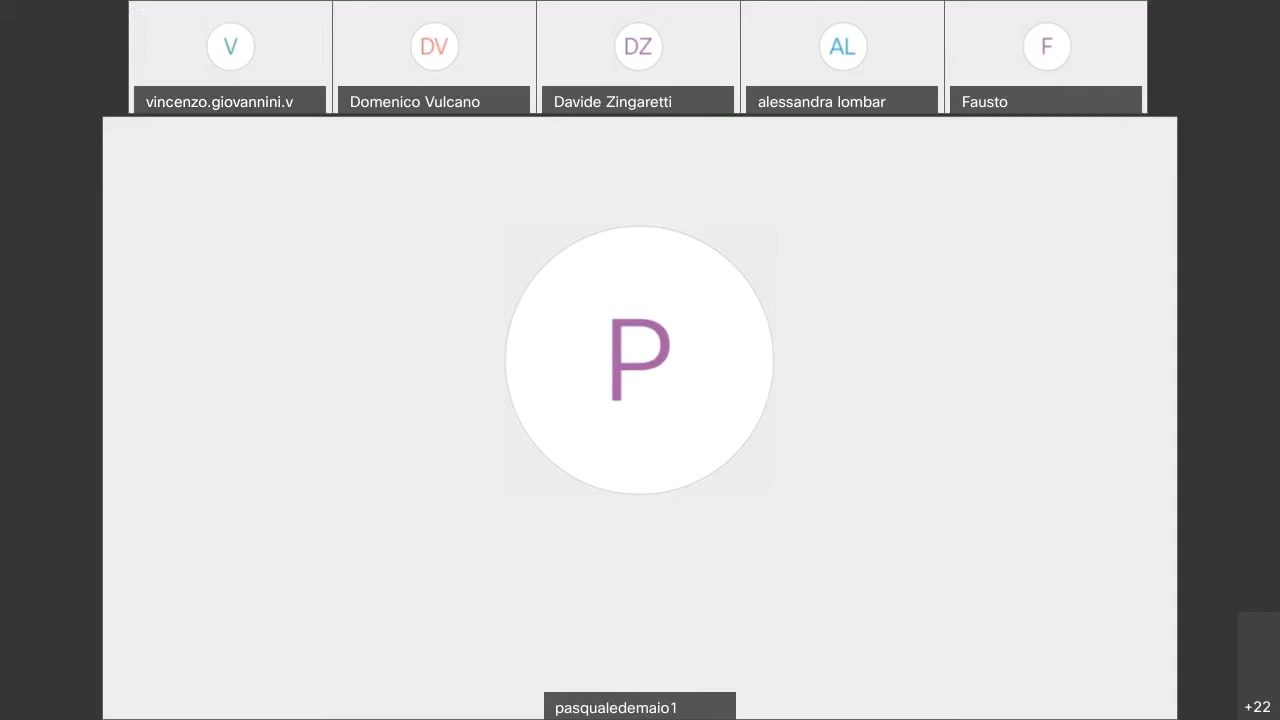 V
DV
DZ
AL
F
vincenzo.giovannini.v
Domenico Vulcano
Davide Zingaretti
alessandra lombar
Fausto
P
pasqualedemaio1
+22